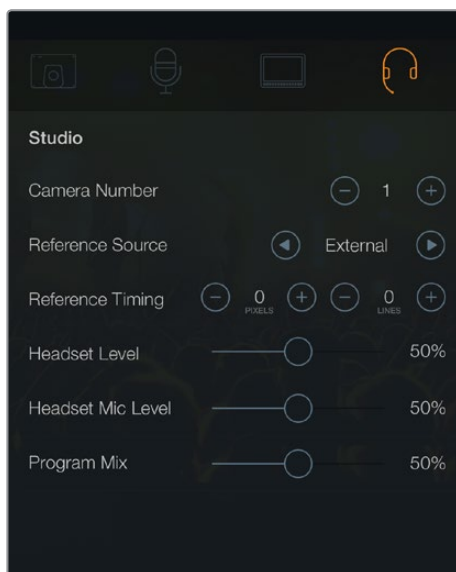 Studio
Camera Number 1
Reference Source External
Reference Timing 0 PIXELS 0 LINES
Headset Level 50%
Headset Mic Level 50%
Program Mix 50%